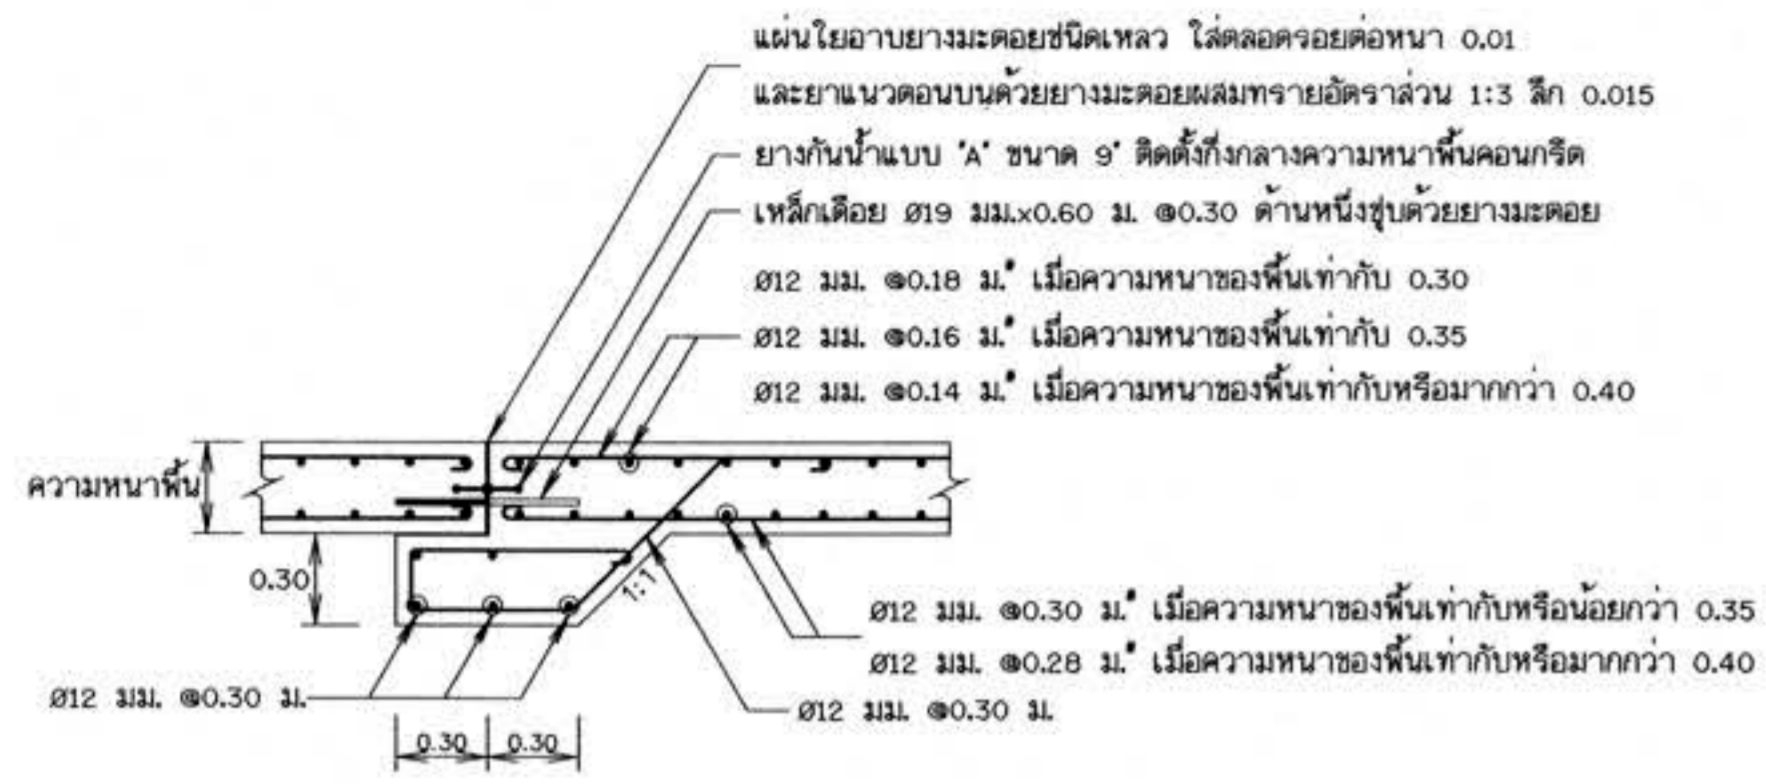 แผ่นใยอาบยางมะตอยชนิดเหลว ใส่ตลอดรอยต่อหนา 0.01
และยาแนวตอนบนด้วยยางมะตอยผสมทรายอัตราส่วน 1:3 ลึก 0.015
ยางกันน้ำแบบ "A" ขนาด 9" ติดตั้งกึ่งกลางความหนาพื้นคอนกรีต
เหล็กเดือย Ø19 มม.x0.60 ม. @0.30 ด้านหนึ่งชุบด้วยยางมะตอย
Ø12 มม. @0.18 ม.* เมื่อความหนาของพื้นเท่ากับ 0.30
Ø12 มม. @0.16 ม.* เมื่อความหนาของพื้นเท่ากับ 0.35
Ø12 มม. @0.14 ม.* เมื่อความหนาของพื้นเท่ากับหรือมากกว่า 0.40
ความหนาพื้น
0.30
1:1
Ø12 มม. @0.30 ม.* เมื่อความหนาของพื้นเท่ากับหรือน้อยกว่า 0.35
Ø12 มม. @0.28 ม.* เมื่อความหนาของพื้นเท่ากับหรือมากกว่า 0.40
Ø12 มม. @0.30 ม.
Ø12 มม. @0.30 ม.
0.30 0.30